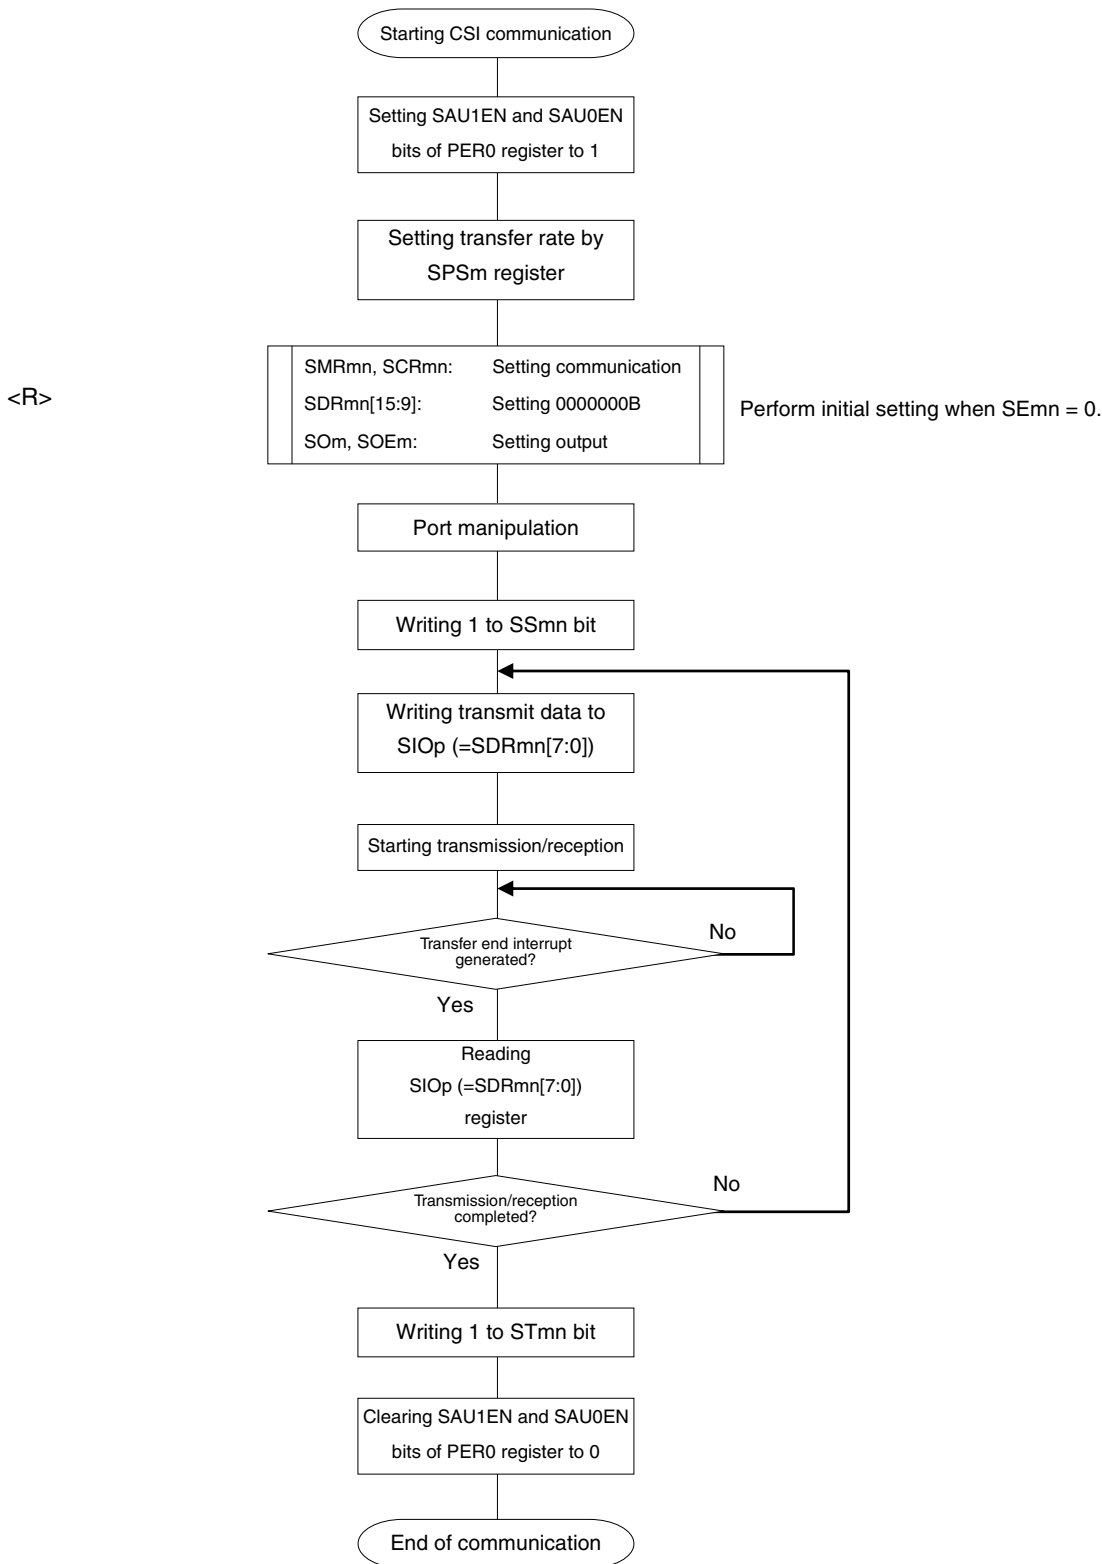 Starting CSI communication
Setting SAU1EN and SAU0EN
bits of PER0 register to 1
Setting transfer rate by
SPSm register
<R>
SMRmn, SCRmn: Setting communication
SDRmn[15:9]: Setting 0000000B
SOm, SOEm: Setting output
Perform initial setting when SEmn = 0.
Port manipulation
Writing 1 to SSmn bit
Writing transmit data to
SIOp (=SDRmn[7:0])
Starting transmission/reception
Transfer end interrupt
generated?
No
Yes
Reading
SIOp (=SDRmn[7:0])
register
Transmission/reception
completed?
No
Yes
Writing 1 to STmn bit
Clearing SAU1EN and SAU0EN
bits of PER0 register to 0
End of communication